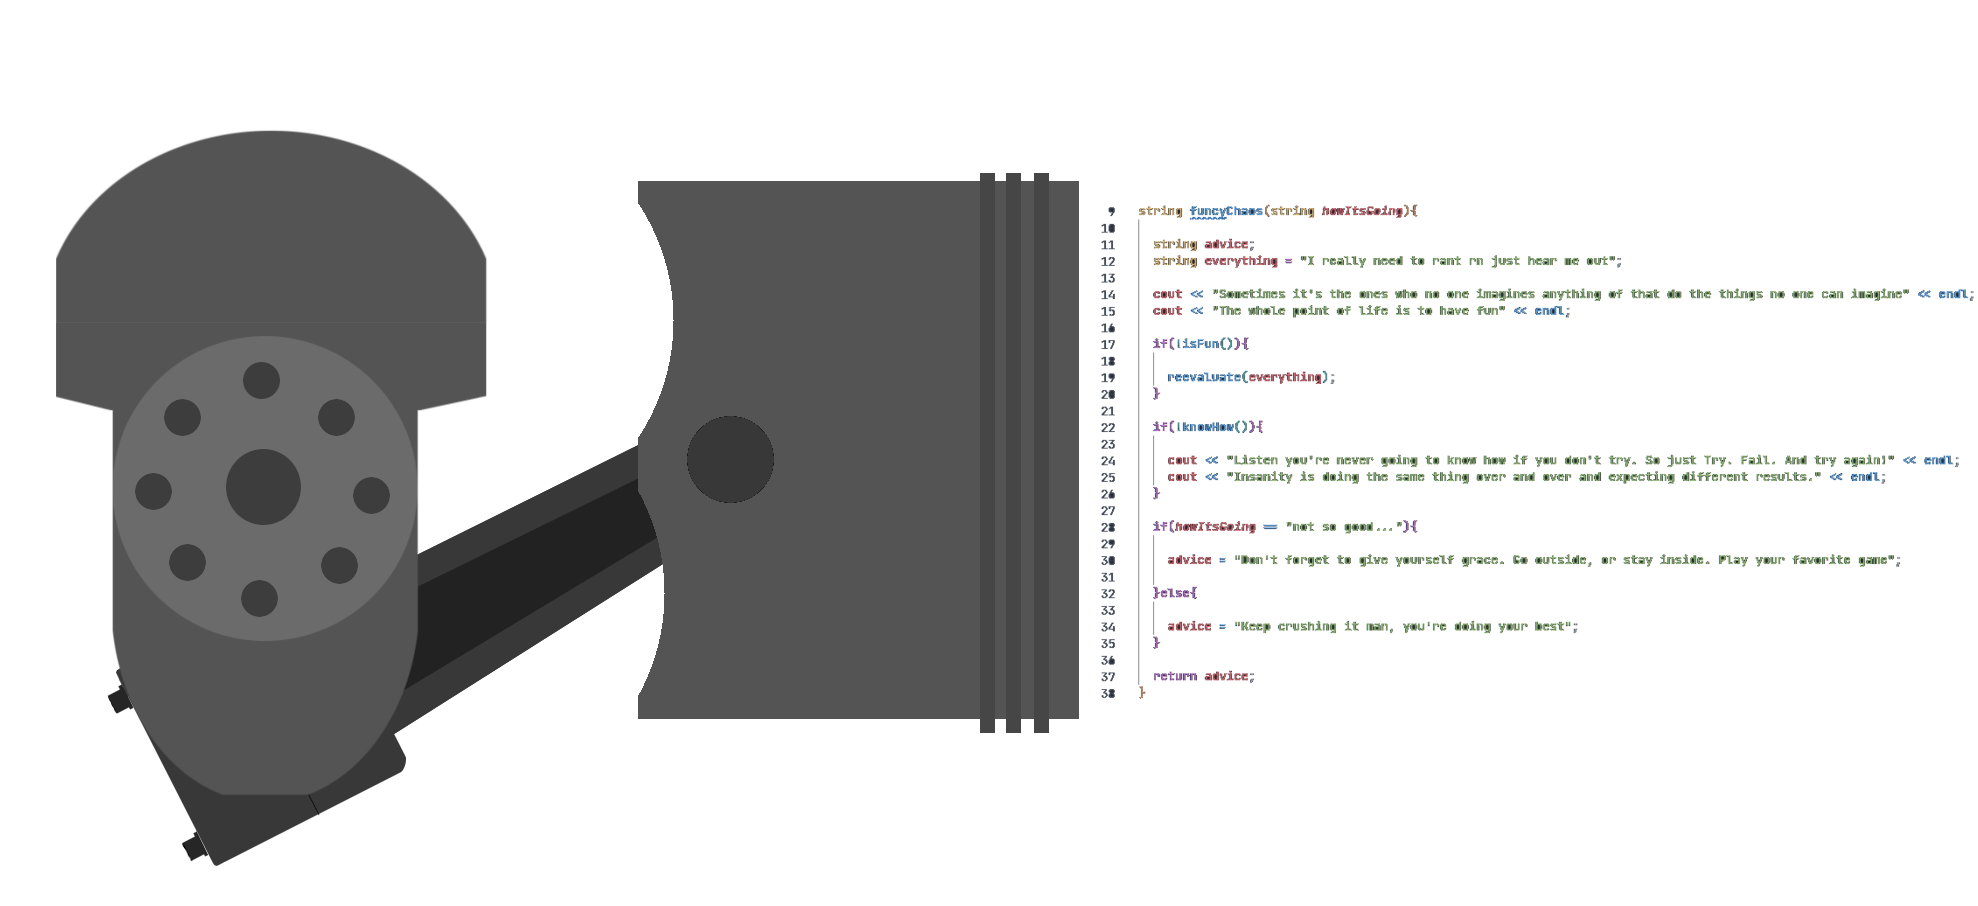 9 string funcyChaos(string howItsGoing){
10
11 string advice;
12 string everything = "I really need to rant rn just hear me out";
13
14 cout << "Sometimes it's the ones who no one imagines anything of that do the things no one can imagine" << endl;
15 cout << "The whole point of life is to have fun" << endl;
16
17 if(!isFun()){
18
19 reevaluate(everything);
20 }
21
22 if(!knowHow()){
23
24 cout << "Listen you're never going to know how if you don't try. So just Try. Fail. And try again!" << endl;
25 cout << "Insanity is doing the same thing over and over and expecting different results." << endl;
26 }
27
28 if(howItsGoing == "not so good..."){
29
30 advice = "Don't forget to give yourself grace. Go outside, or stay inside. Play your favorite game";
31
32 }else{
33
34 advice = "Keep crushing it man, you're doing your best";
35 }
36
37 return advice;
38 }